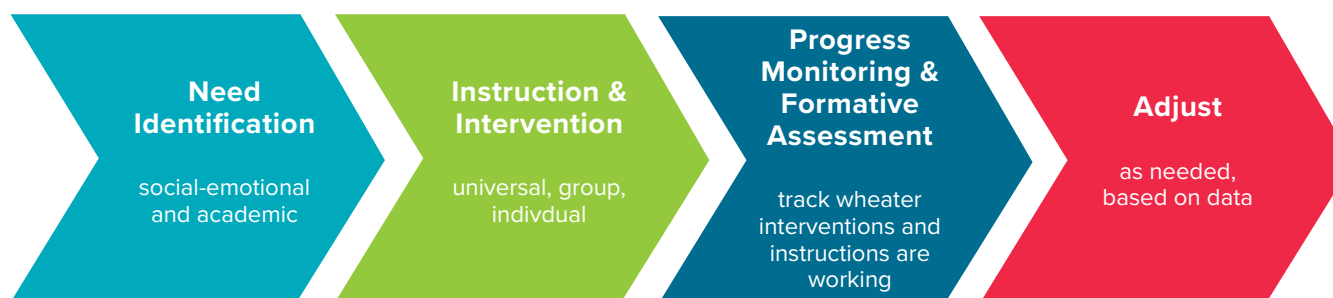 Need
Identification
social-emotional
and academic
Instruction &
Intervention
universal, group,
indivdual
Progress
Monitoring &
Formative
Assessment
track wheater
interventions and
instructions are
working
Adjust
as needed,
based on data